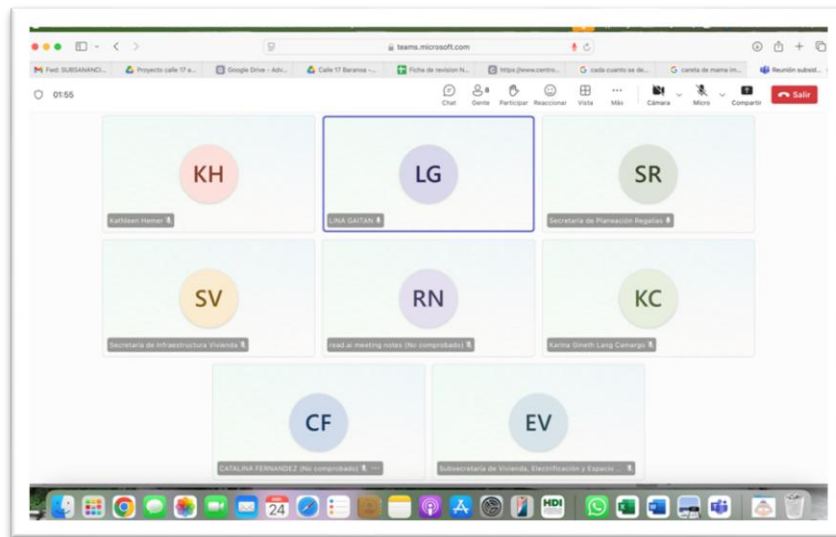 teams.microsoft.com
Fwd: SUBSANANCI...
Proyecto calle 17 a...
Google Drive - Adv...
Calle 17 Baranoa -...
Ficha de revision N...
https://www.centro...
cada cuanto se de...
careta de mama im...
Reunión subsid...
01:55
Chat
Gente
8
Participar
Reaccionar
Vista
Más
Cámara
Micro
Compartir
Salir
KH
Kathleen Hemer
LG
LINA GAITAN
SR
Secretaría de Planeación Regalías
SV
Secretaría de Infraestructura Vivienda
RN
read.ai meeting notes (No comprobado)
KC
Karina Gineth Lang Camargo
CF
CATALINA FERNANDEZ (No comprobado)
EV
Subsecretaría de Vivienda, Electrificación y Espacio ...
24
HDI